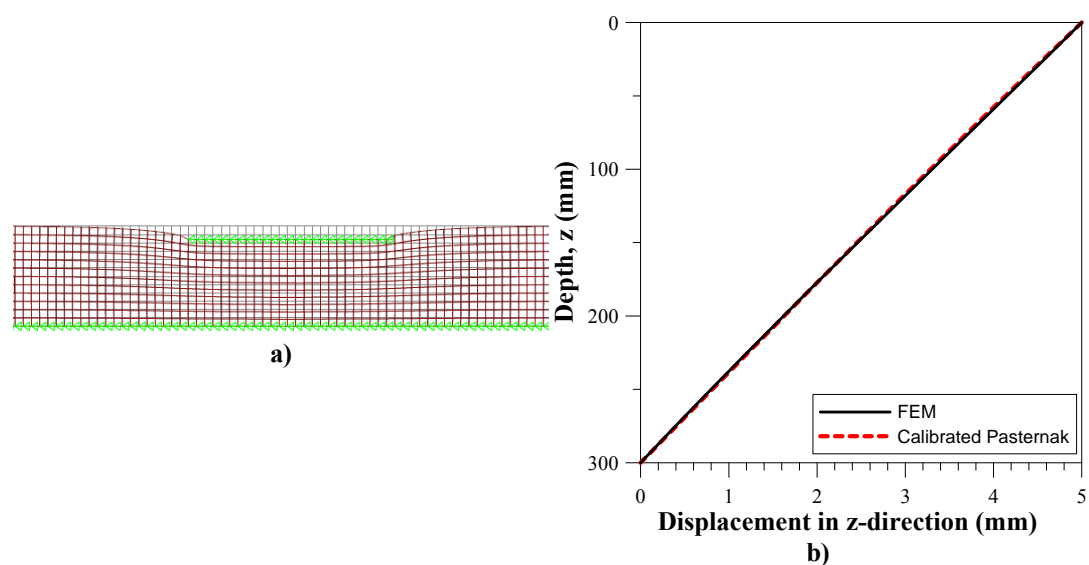 a)
0
100
200
300
Depth, z (mm)
FEM
Calibrated Pasternak
0 1 2 3 4 5
Displacement in z-direction (mm)
b)